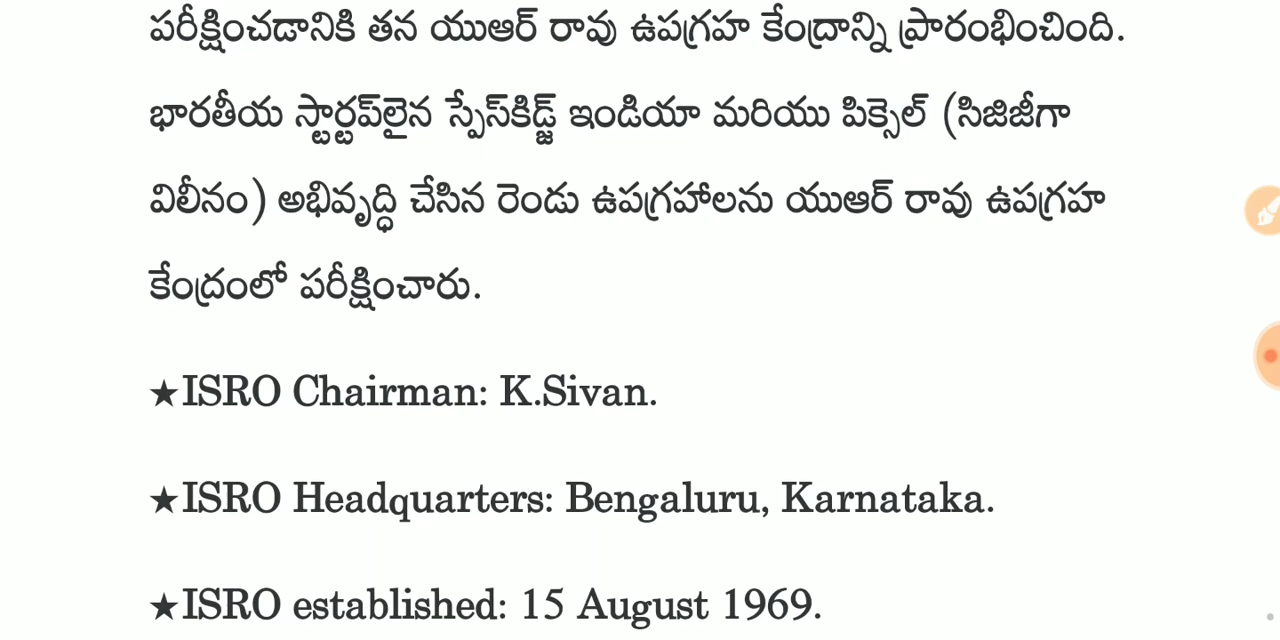 పరీక్షించడానికి తన యుఆర్ రావు ఉపగ్రహ కేంద్రాన్ని ప్రారంభించింది.
భారతీయ స్టార్టప్‌లైన స్పేస్‌కిడ్జ్ ఇండియా మరియు పిక్సెల్ (సిజిజీగా
విలీనం) అభివృద్ధి చేసిన రెండు ఉపగ్రహాలను యుఆర్ రావు ఉపగ్రహ
కేంద్రంలో పరీక్షించారు.
★ISRO Chairman: K.Sivan.
★ISRO Headquarters: Bengaluru, Karnataka.
★ISRO established: 15 August 1969.